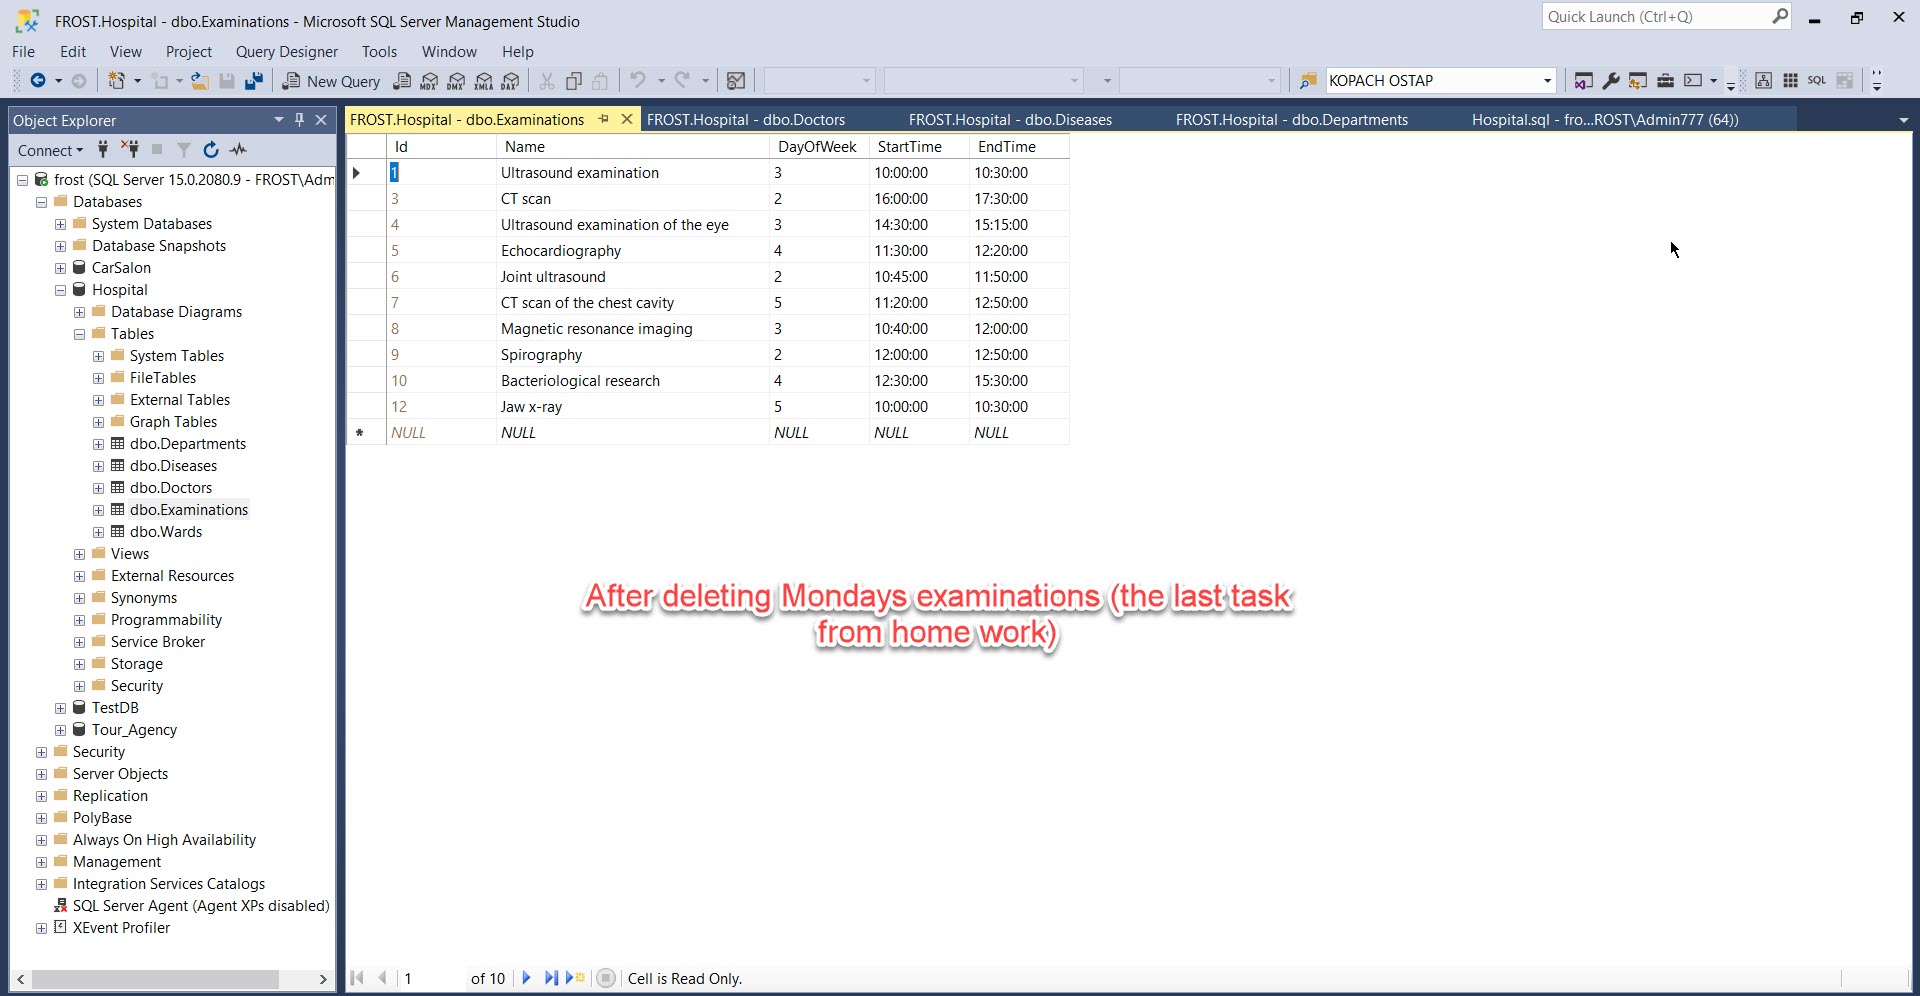 FROST.Hospital - dbo.Examinations - Microsoft SQL Server Management Studio
Quick Launch (Ctrl+Q)
File Edit View Project Query Designer Tools Window Help
New Query MDX DMX XMLA DAX KOPACH OSTAP SQL
Object Explorer
FROST.Hospital - dbo.Examinations FROST.Hospital - dbo.Doctors FROST.Hospital - dbo.Diseases FROST.Hospital - dbo.Departments Hospital.sql - fro...ROST\Admin777 (64))
Connect
frost (SQL Server 15.0.2080.9 - FROST\Adm
Databases
System Databases
Database Snapshots
CarSalon
Hospital
Database Diagrams
Tables
System Tables
FileTables
External Tables
Graph Tables
dbo.Departments
dbo.Diseases
dbo.Doctors
dbo.Examinations
dbo.Wards
Views
External Resources
Synonyms
Programmability
Service Broker
Storage
Security
TestDB
Tour_Agency
Security
Server Objects
Replication
PolyBase
Always On High Availability
Management
Integration Services Catalogs
SQL Server Agent (Agent XPs disabled)
XEvent Profiler
Id Name DayOfWeek StartTime EndTime
1 Ultrasound examination 3 10:00:00 10:30:00
3 CT scan 2 16:00:00 17:30:00
4 Ultrasound examination of the eye 3 14:30:00 15:15:00
5 Echocardiography 4 11:30:00 12:20:00
6 Joint ultrasound 2 10:45:00 11:50:00
7 CT scan of the chest cavity 5 11:20:00 12:50:00
8 Magnetic resonance imaging 3 10:40:00 12:00:00
9 Spirography 2 12:00:00 12:50:00
10 Bacteriological research 4 12:30:00 15:30:00
12 Jaw x-ray 5 10:00:00 10:30:00
* NULL NULL NULL NULL NULL
After deleting Mondays examinations (the last task
from home work)
1 of 10 Cell is Read Only.